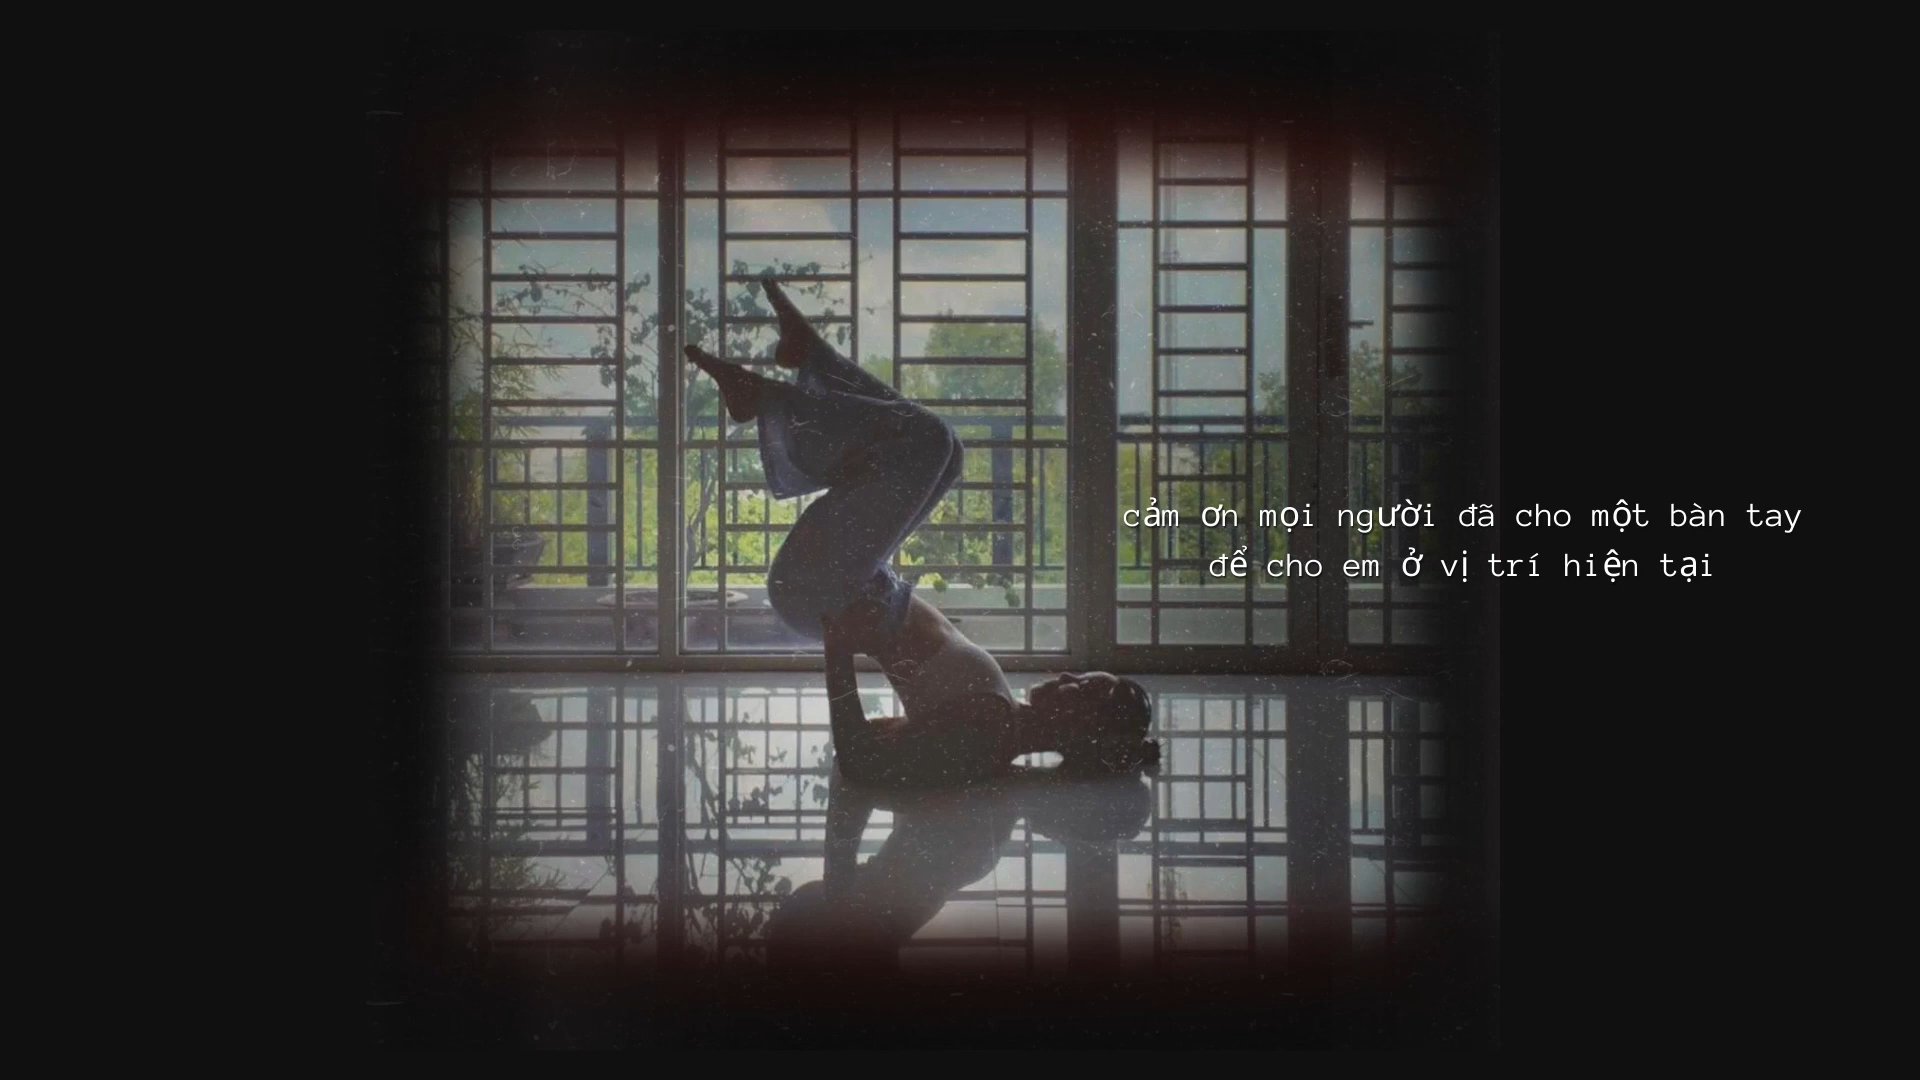 cảm ơn mọi người đã cho một bàn tay
để cho em ở vị trí hiện tại